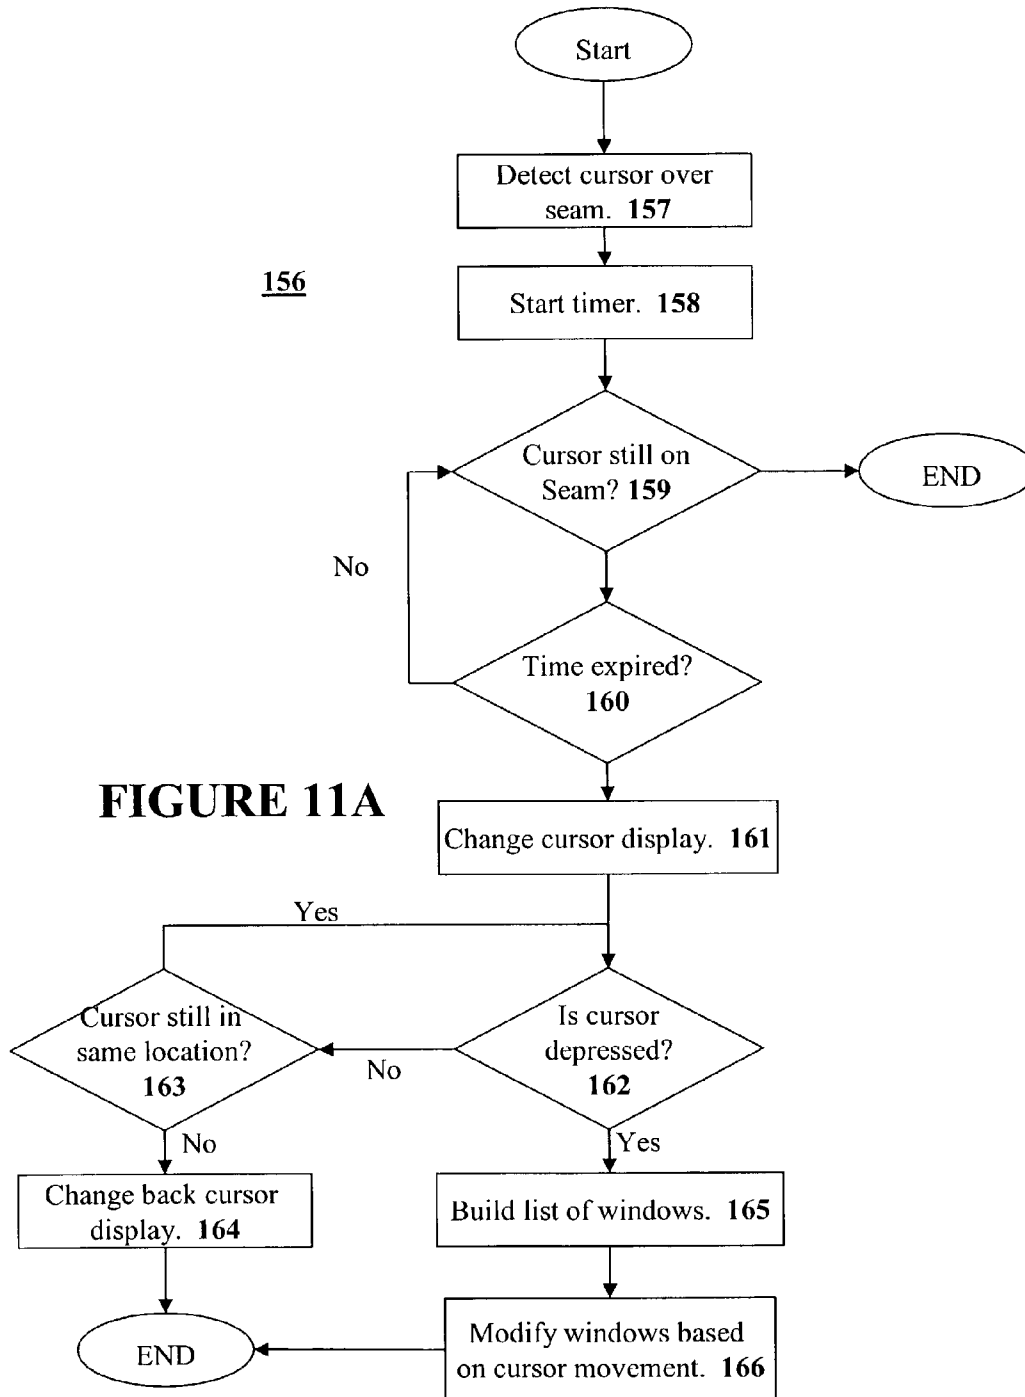 Start
Detect cursor over
seam. 157
156
Start timer. 158
Cursor still on
Seam? 159
END
No
Time expired?
160
FIGURE 11A
Change cursor display. 161
Yes
Cursor still in
same location?
163
No
Is cursor
depressed?
162
No
Yes
Change back cursor
display. 164
Build list of windows. 165
END
Modify windows based
on cursor movement. 166